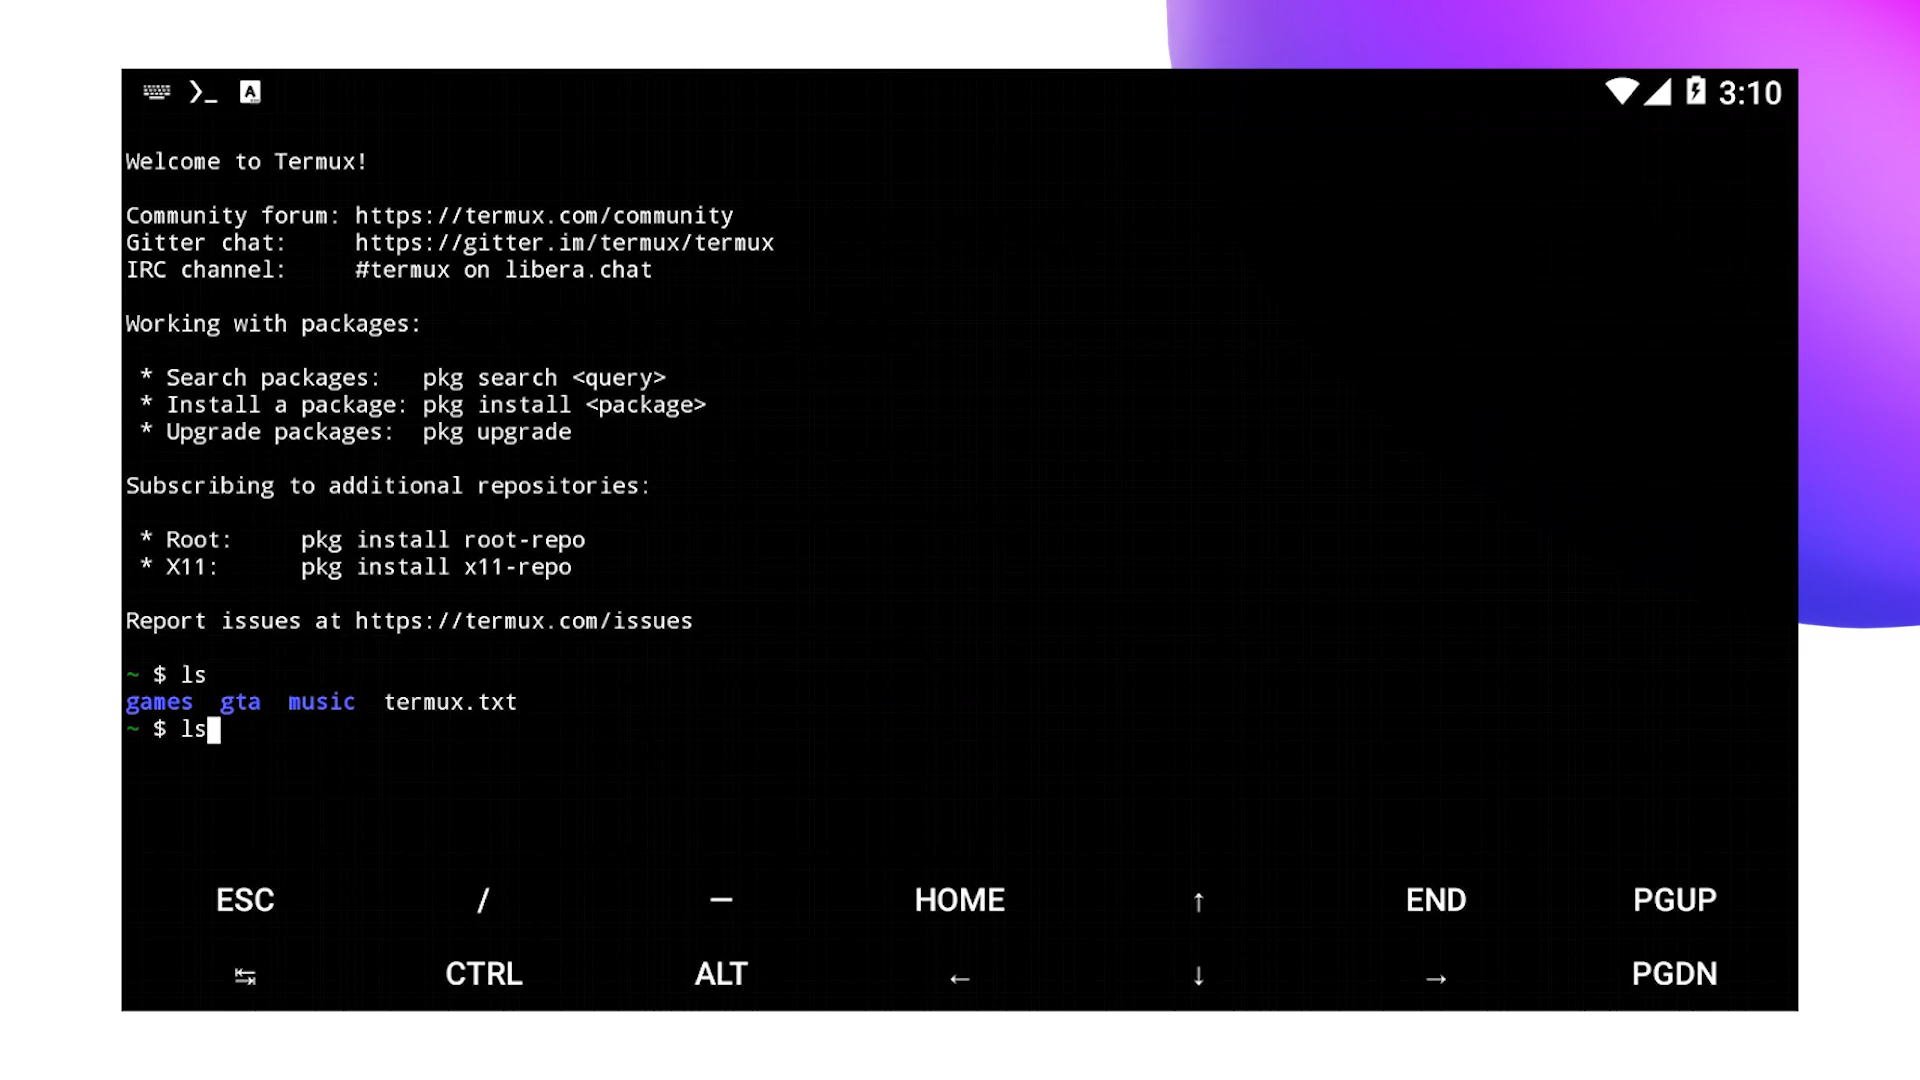 3:10
Welcome to Termux!
Community forum: https://termux.com/community
Gitter chat:     https://gitter.im/termux/termux
IRC channel:     #termux on libera.chat
Working with packages:
 * Search packages:   pkg search <query>
 * Install a package: pkg install <package>
 * Upgrade packages:  pkg upgrade
Subscribing to additional repositories:
 * Root:     pkg install root-repo
 * X11:      pkg install x11-repo
Report issues at https://termux.com/issues
~ $ ls
games  gta  music  termux.txt
~ $ ls
ESC / — HOME ↑ END PGUP
↹ CTRL ALT ← ↓ → PGDN